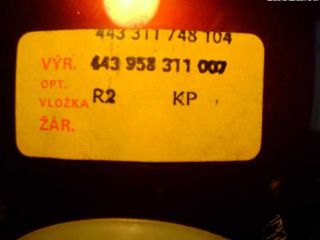 443 311 748 104
VÝR. 443 958 311 007
OPT.
VLOŽKA R2 KP
ŽÁR.